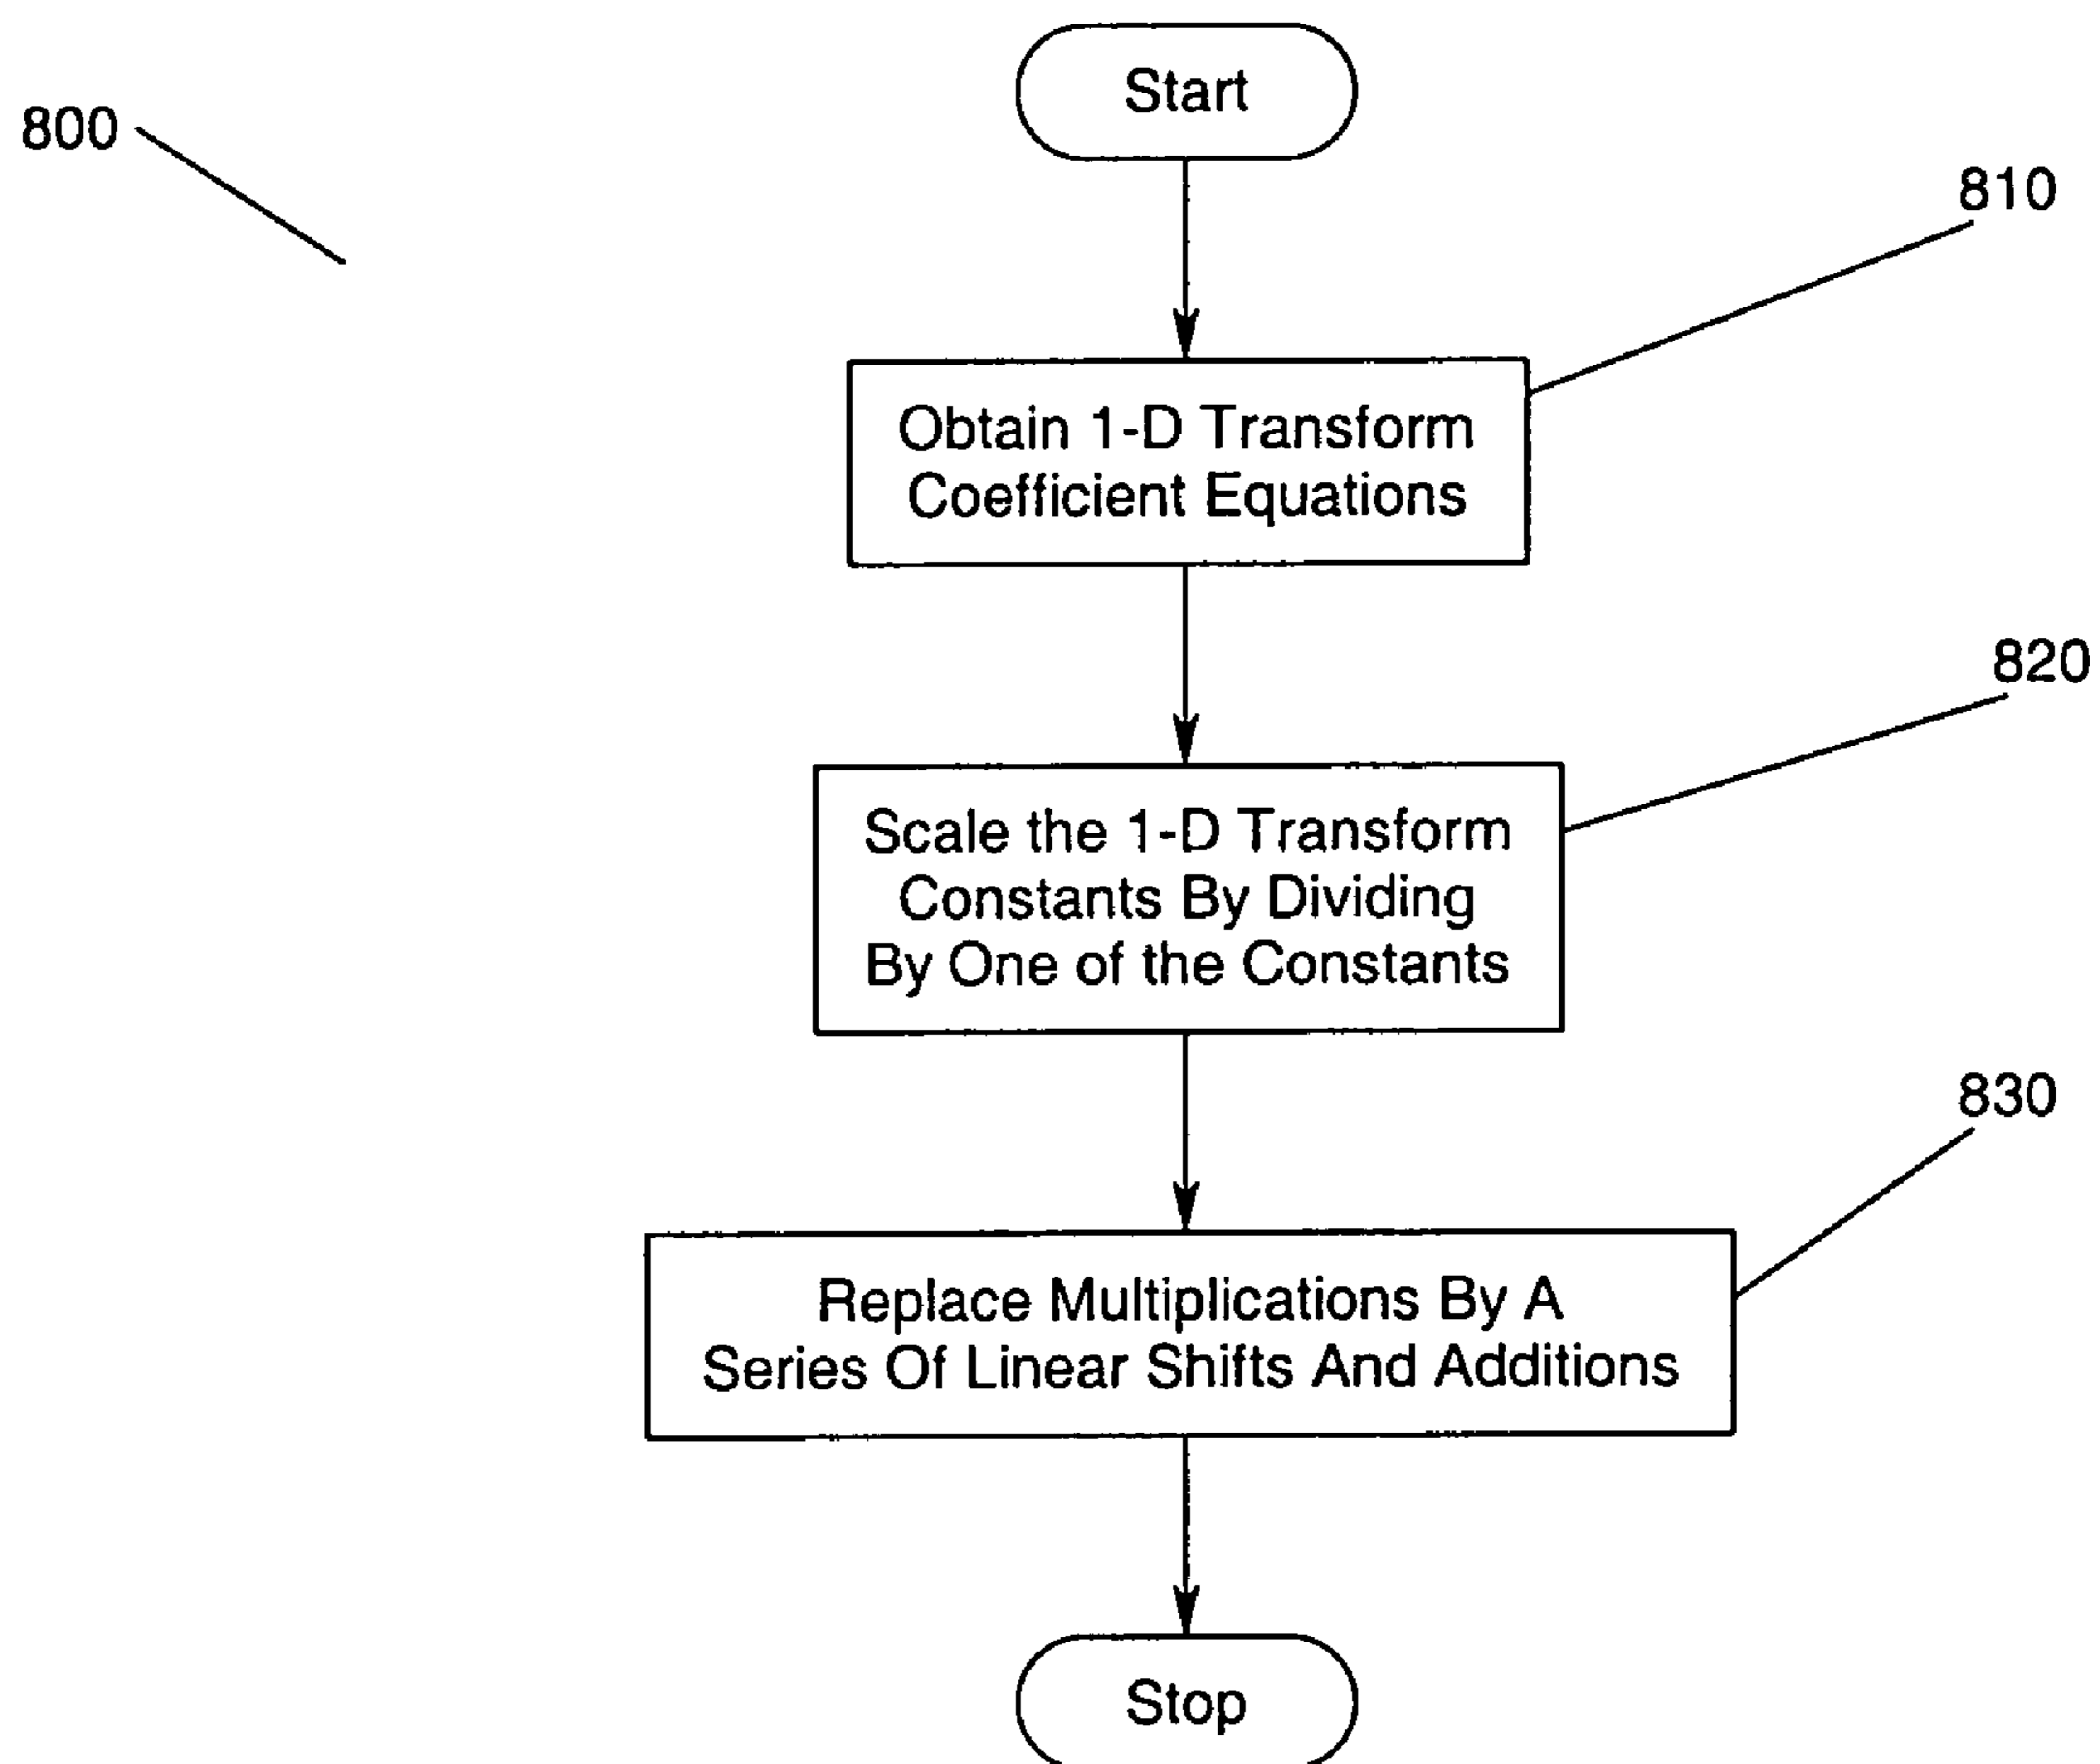 Start
800
810
Obtain 1-D Transform
Coefficient Equations
820
Scale the 1-D Transform
Constants By Dividing
By One of the Constants
830
Replace Multiplications By A
Series Of Linear Shifts And Additions
Stop